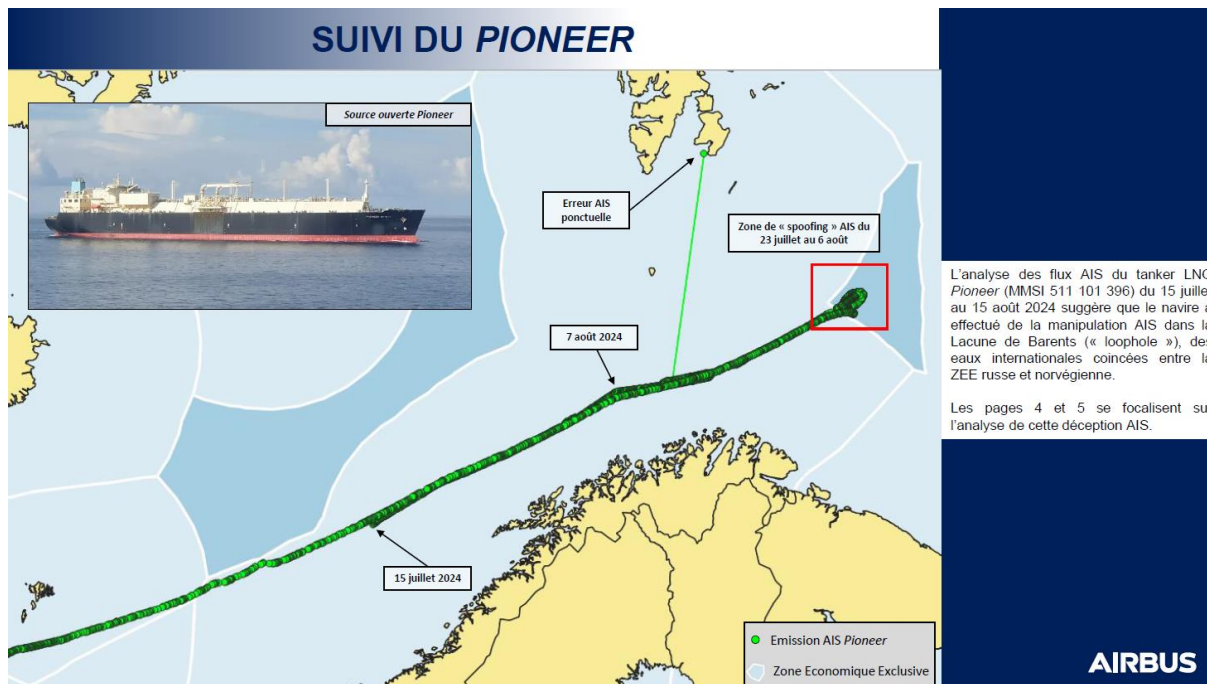 SUIVI DU PIONEER
Source ouverte Pioneer
Erreur AIS
ponctuelle
Zone de « spoofing » AIS du
23 juillet au 6 août
7 août 2024
15 juillet 2024
Emission AIS Pioneer
Zone Economique Exclusive
L'analyse des flux AIS du tanker LNG
Pioneer (MMSI 511 101 396) du 15 juille
au 15 août 2024 suggère que le navire a
effectué de la manipulation AIS dans la
Lacune de Barents (« loophole »), des
eaux internationales coincées entre la
ZEE russe et norvégienne.
Les pages 4 et 5 se focalisent su
l'analyse de cette déception AIS.
AIRBUS